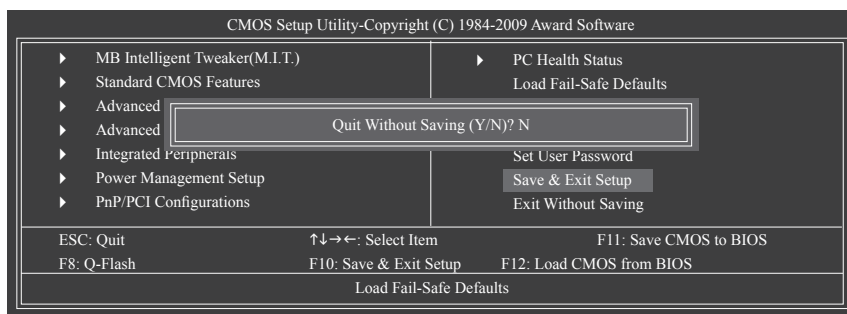 CMOS Setup Utility-Copyright (C) 1984-2009 Award Software
MB Intelligent Tweaker(M.I.T.)
Standard CMOS Features
Advanced
Advanced
Integrated Peripherals
Power Management Setup
PnP/PCI Configurations
PC Health Status
Load Fail-Safe Defaults
Quit Without Saving (Y/N)? N
Set User Password
Save & Exit Setup
Exit Without Saving
ESC: Quit ↑↓→←: Select Item F11: Save CMOS to BIOS
F8: Q-Flash F10: Save & Exit Setup F12: Load CMOS from BIOS
Load Fail-Safe Defaults